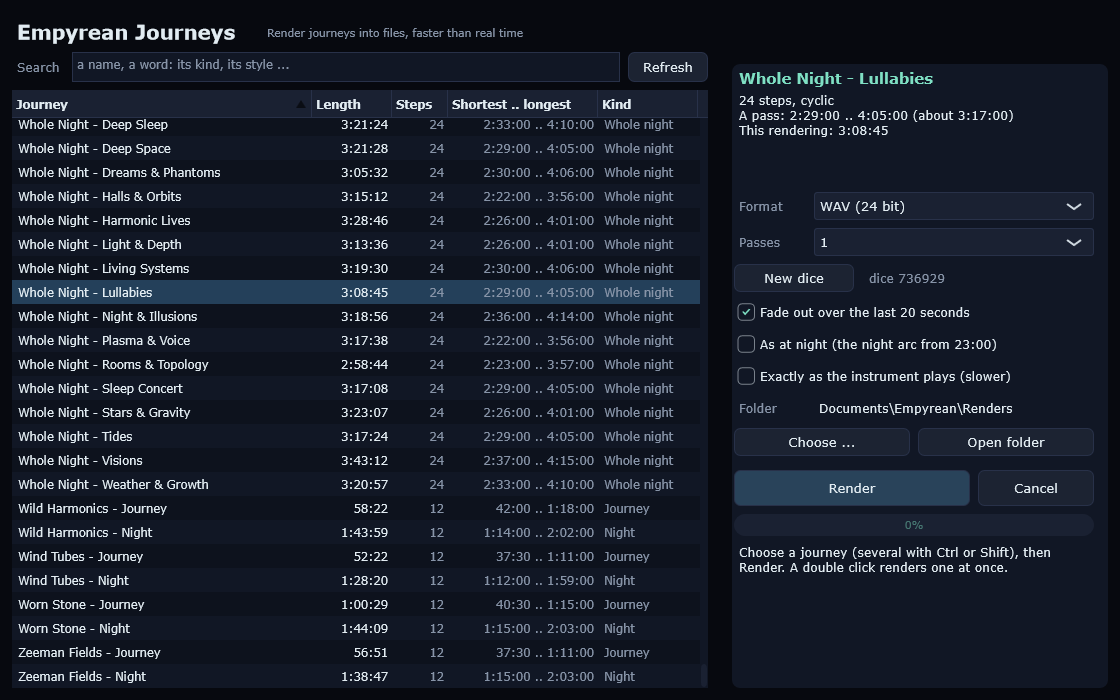 Empyrean Journeys
Render journeys into files, faster than real time
Search a name, a word: its kind, its style ... Refresh
Journey Length Steps Shortest .. longest Kind
Whole Night - Deep Sleep 3:21:24 24 2:33:00 .. 4:10:00 Whole night
Whole Night - Deep Space 3:21:28 24 2:29:00 .. 4:05:00 Whole night
Whole Night - Dreams & Phantoms 3:05:32 24 2:30:00 .. 4:06:00 Whole night
Whole Night - Halls & Orbits 3:15:12 24 2:22:00 .. 3:56:00 Whole night
Whole Night - Harmonic Lives 3:28:46 24 2:26:00 .. 4:01:00 Whole night
Whole Night - Light & Depth 3:13:36 24 2:26:00 .. 4:01:00 Whole night
Whole Night - Living Systems 3:19:30 24 2:30:00 .. 4:06:00 Whole night
Whole Night - Lullabies 3:08:45 24 2:29:00 .. 4:05:00 Whole night
Whole Night - Night & Illusions 3:18:56 24 2:36:00 .. 4:14:00 Whole night
Whole Night - Plasma & Voice 3:17:38 24 2:22:00 .. 3:56:00 Whole night
Whole Night - Rooms & Topology 2:58:44 24 2:23:00 .. 3:57:00 Whole night
Whole Night - Sleep Concert 3:17:08 24 2:29:00 .. 4:05:00 Whole night
Whole Night - Stars & Gravity 3:23:07 24 2:26:00 .. 4:01:00 Whole night
Whole Night - Tides 3:17:24 24 2:29:00 .. 4:05:00 Whole night
Whole Night - Visions 3:43:12 24 2:37:00 .. 4:15:00 Whole night
Whole Night - Weather & Growth 3:20:57 24 2:33:00 .. 4:10:00 Whole night
Wild Harmonics - Journey 58:22 12 42:00 .. 1:18:00 Journey
Wild Harmonics - Night 1:43:59 12 1:14:00 .. 2:02:00 Night
Wind Tubes - Journey 52:22 12 37:30 .. 1:11:00 Journey
Wind Tubes - Night 1:28:20 12 1:12:00 .. 1:59:00 Night
Worn Stone - Journey 1:00:29 12 40:30 .. 1:15:00 Journey
Worn Stone - Night 1:44:09 12 1:15:00 .. 2:03:00 Night
Zeeman Fields - Journey 56:51 12 37:30 .. 1:11:00 Journey
Zeeman Fields - Night 1:38:47 12 1:15:00 .. 2:03:00 Night
Whole Night - Lullabies
24 steps, cyclic
A pass: 2:29:00 .. 4:05:00 (about 3:17:00)
This rendering: 3:08:45
Format WAV (24 bit)
Passes 1
New dice dice 736929
Fade out over the last 20 seconds
As at night (the night arc from 23:00)
Exactly as the instrument plays (slower)
Folder Documents\Empyrean\Renders
Choose ... Open folder
Render Cancel
0%
Choose a journey (several with Ctrl or Shift), then
Render. A double click renders one at once.